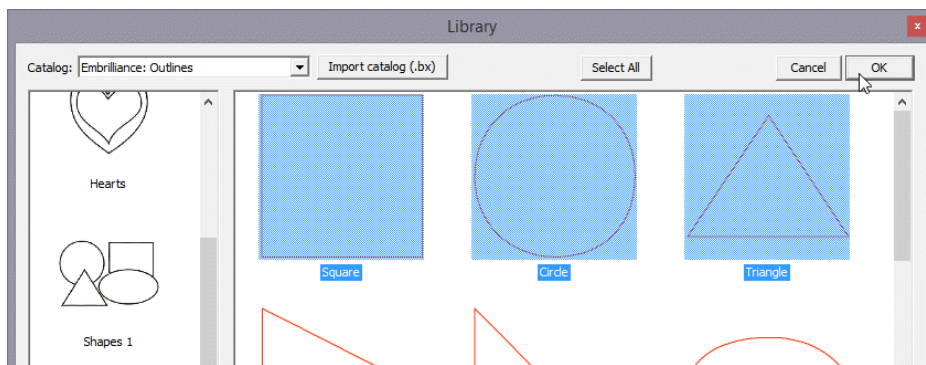 Library
x
Catalog: Embrilliance: Outlines Import catalog (.bx) Select All Cancel OK
Hearts
Square Circle Triangle
Shapes 1